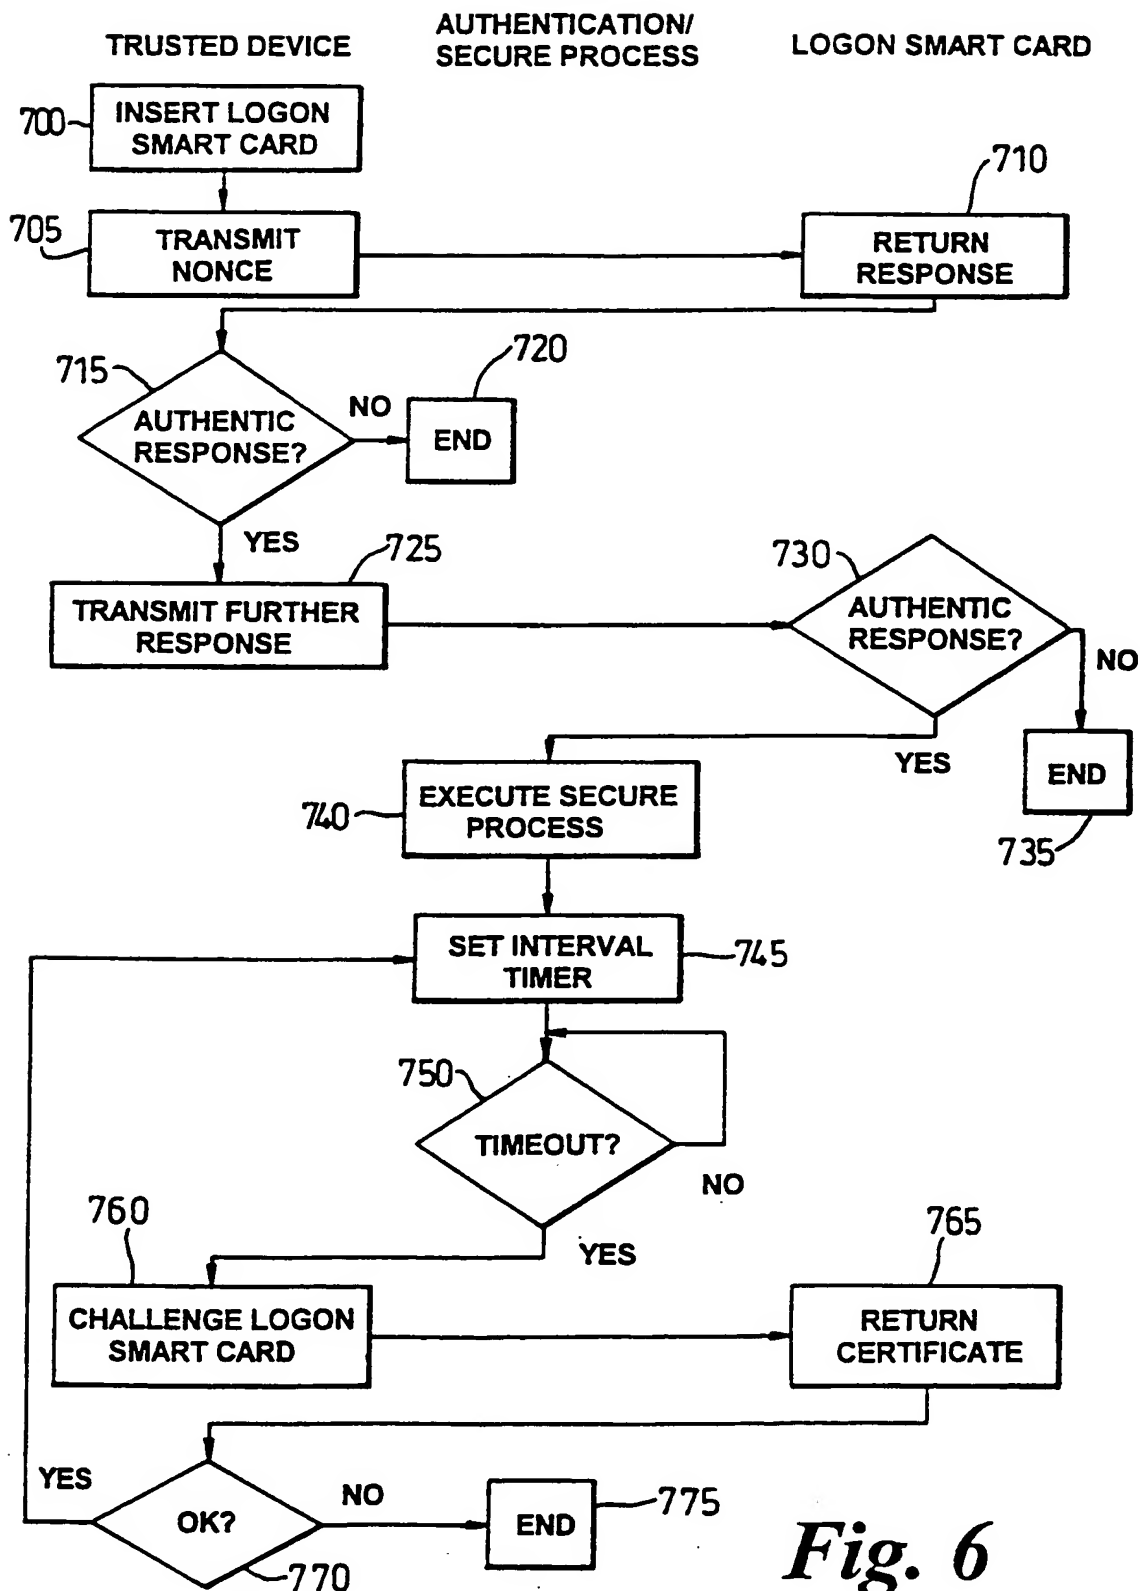 TRUSTED DEVICE
AUTHENTICATION/
SECURE PROCESS
LOGON SMART CARD
700
INSERT LOGON
SMART CARD
705
TRANSMIT
NONCE
710
RETURN
RESPONSE
715
AUTHENTIC
RESPONSE?
NO
720
END
YES
725
TRANSMIT FURTHER
RESPONSE
730
AUTHENTIC
RESPONSE?
NO
END
735
YES
740
EXECUTE SECURE
PROCESS
SET INTERVAL
TIMER
745
750
TIMEOUT?
NO
YES
760
CHALLENGE LOGON
SMART CARD
765
RETURN
CERTIFICATE
YES
OK?
NO
END
775
770
Fig. 6